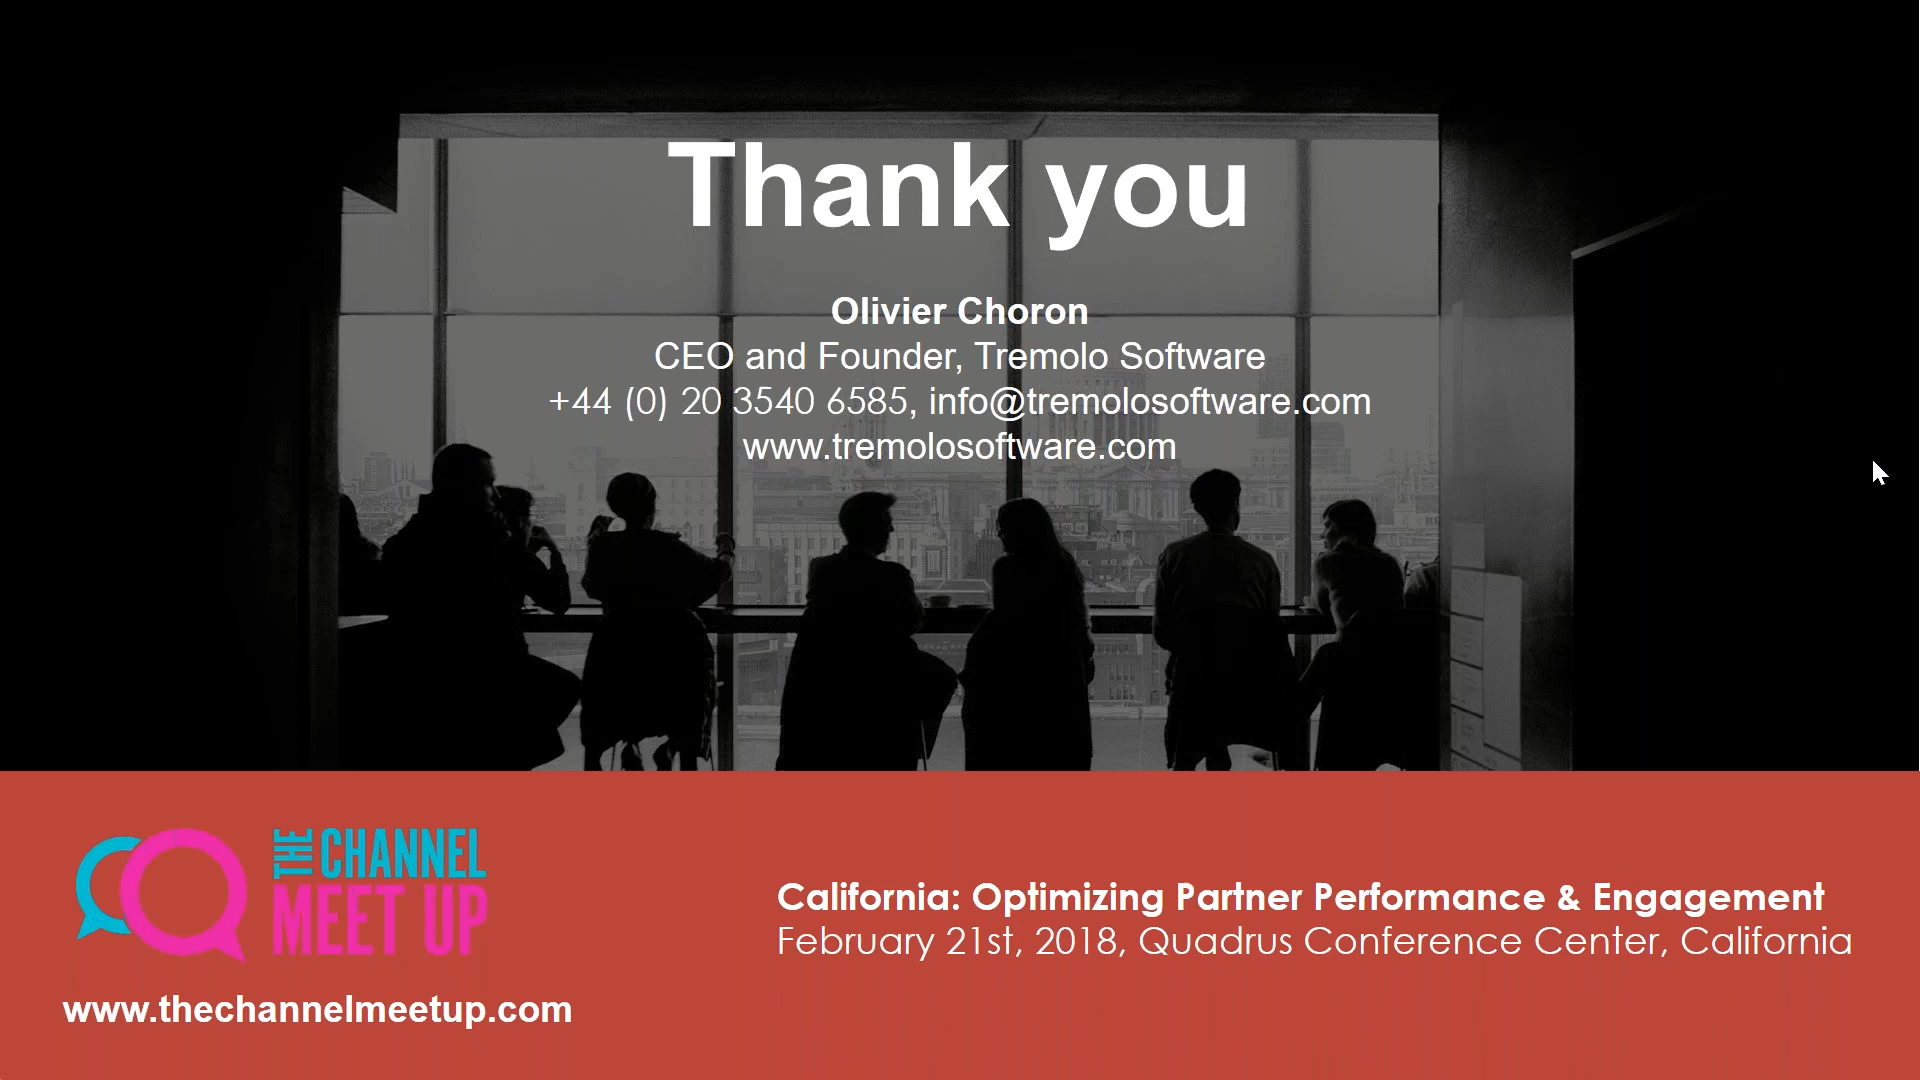 Thank you
Olivier Choron
CEO and Founder, Tremolo Software
+44 (0) 20 3540 6585, info@tremolosoftware.com
www.tremolosoftware.com
THE CHANNEL
MEET UP
www.thechannelmeetup.com
California: Optimizing Partner Performance & Engagement
February 21st, 2018, Quadrus Conference Center, California